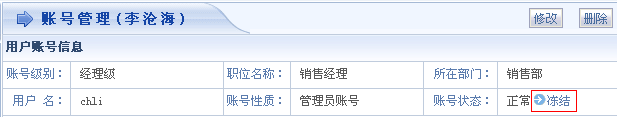 账号管理(李沧海) 修改 删除
用户账号信息
账号级别： 经理级 职位名称： 销售经理 所在部门： 销售部
用户 名： chli 账号性质： 管理员账号 账号状态： 正常 冻结